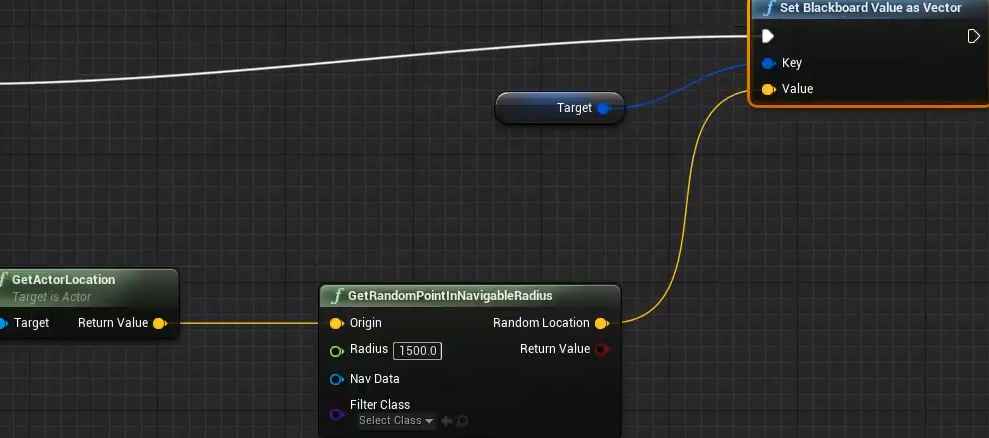 f Set Blackboard Value as Vector
Key
Value
Target
f GetActorLocation
Target is Actor
Target Return Value
f GetRandomPointInNavigableRadius
Origin Random Location
Radius 1500.0 Return Value
Nav Data
Filter Class
Select Class